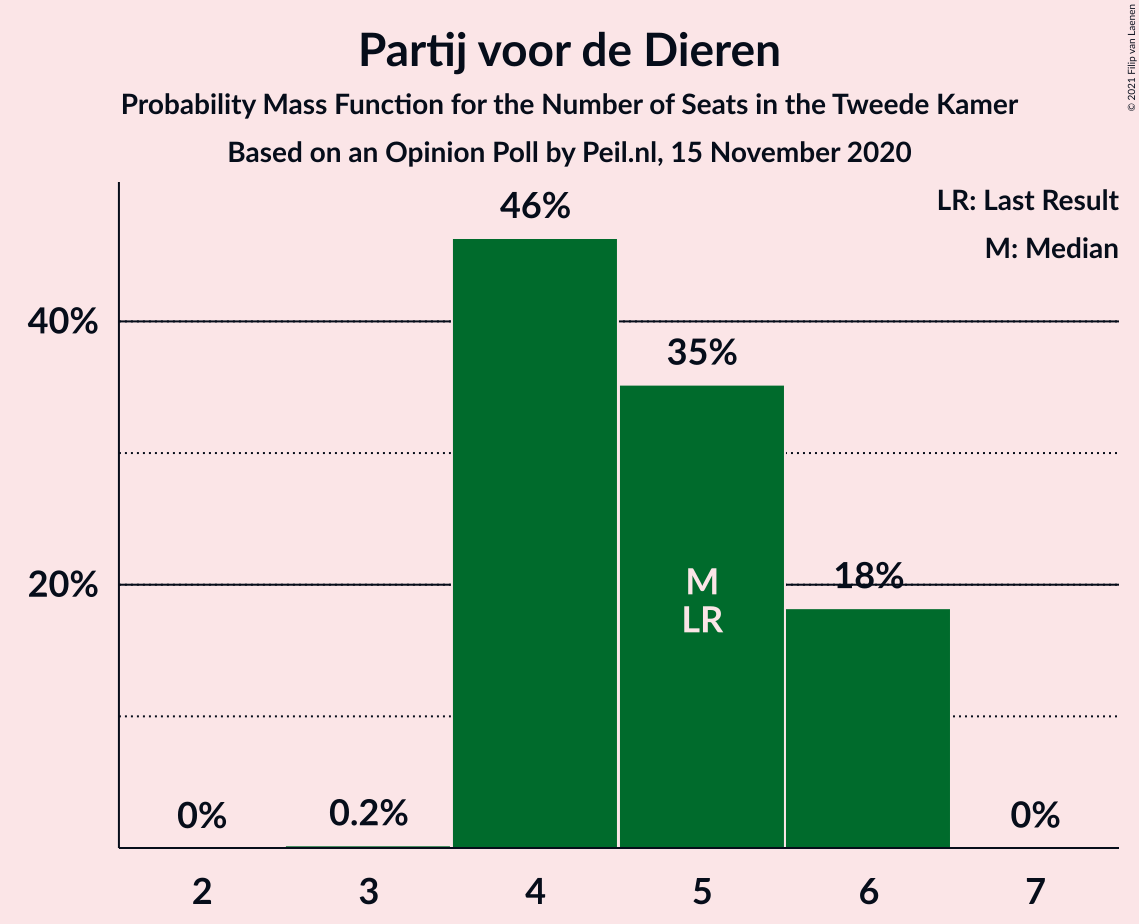 Partij voor de Dieren
Probability Mass Function for the Number of Seats in the Tweede Kamer
Based on an Opinion Poll by Peil.nl, 15 November 2020
© 2021 Filip van Laenen
LR: Last Result
M: Median
46%
40%
35%
20%
18%
M
LR
0%
0.2%
0%
2 3 4 5 6 7